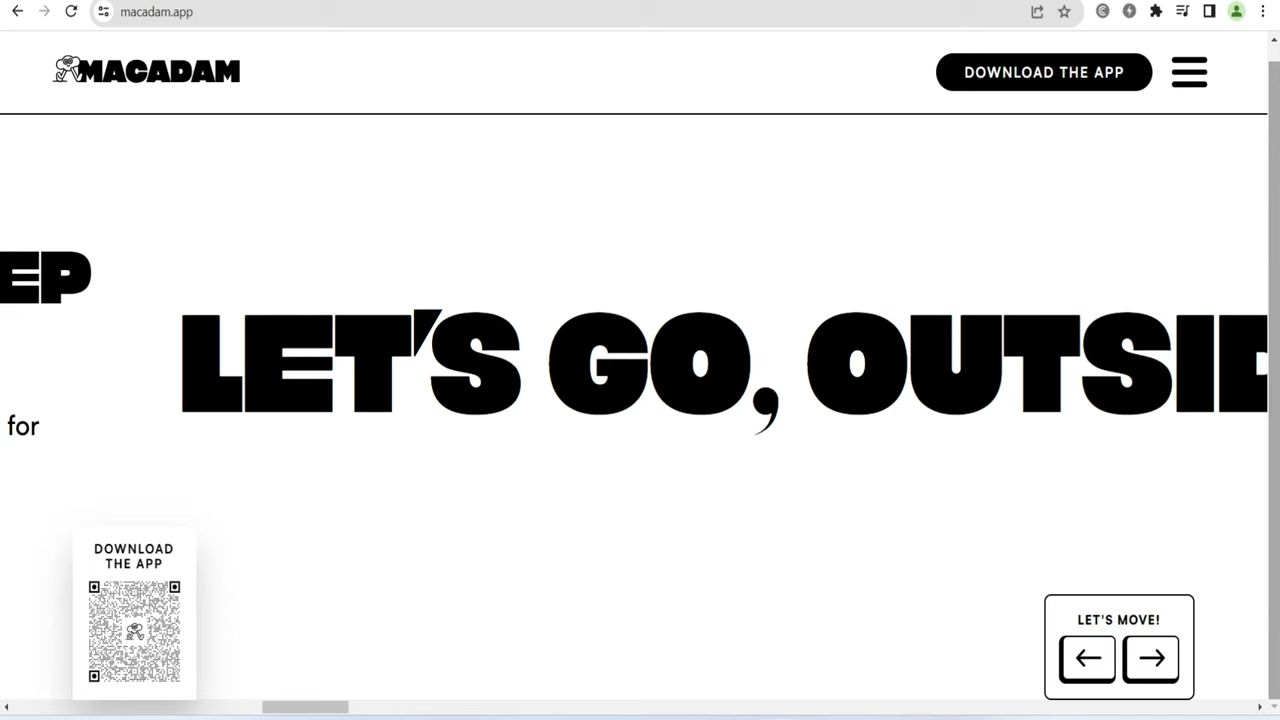 macadam.app
MACADAM
DOWNLOAD THE APP
EP
LET'S GO, OUTSID
for
DOWNLOAD
THE APP
LET'S MOVE!